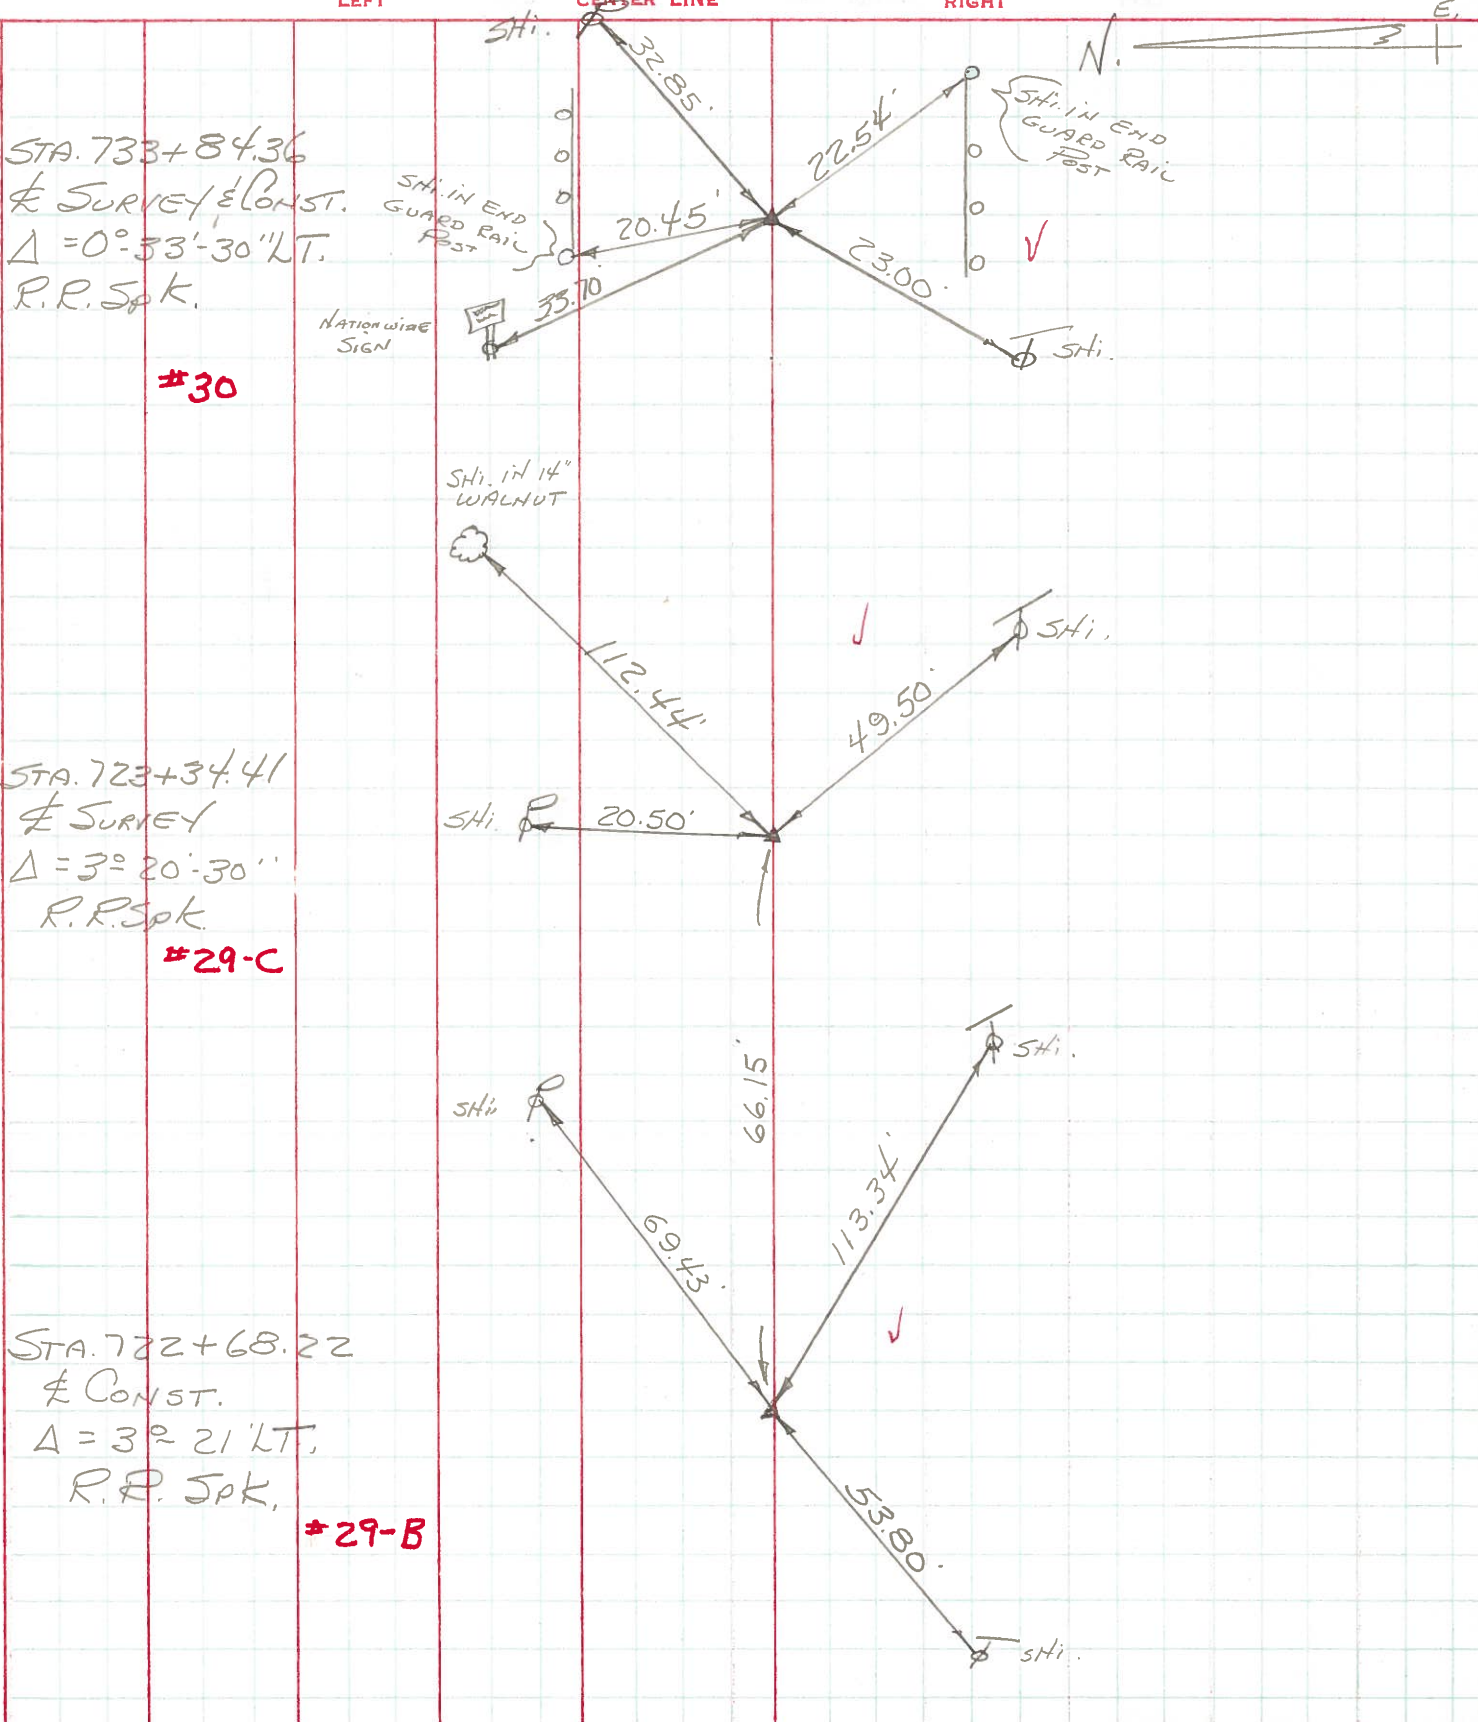 LEFT
CENTER LINE
RIGHT
E.
N.
SHi.
32.85'
22.54'
SHi. iN END
GUARD RAIL
POST
STA. 733+84.36
℄ SURVEY & CONST.
Δ = 0°-33'-30" LT.
R.R. Spk.
#30
SHi. iN END
GUARD RAIL
POST
20.45'
33.70'
23.00'
NATIONWIDE
SIGN
SHi.
SHi. iN 14"
WALNUT
112.44'
SHi.
49.50'
STA. 723+34.41
℄ SURVEY
Δ = 3°-20'-30"
R.R. Spk.
#29-C
SHi.
20.50'
66.15'
SHi.
SHi.
69.43'
113.34'
STA. 722+68.22
℄ CONST.
Δ = 3°-21' LT.
R.R. Spk.
#29-B
53.80'
SHi.